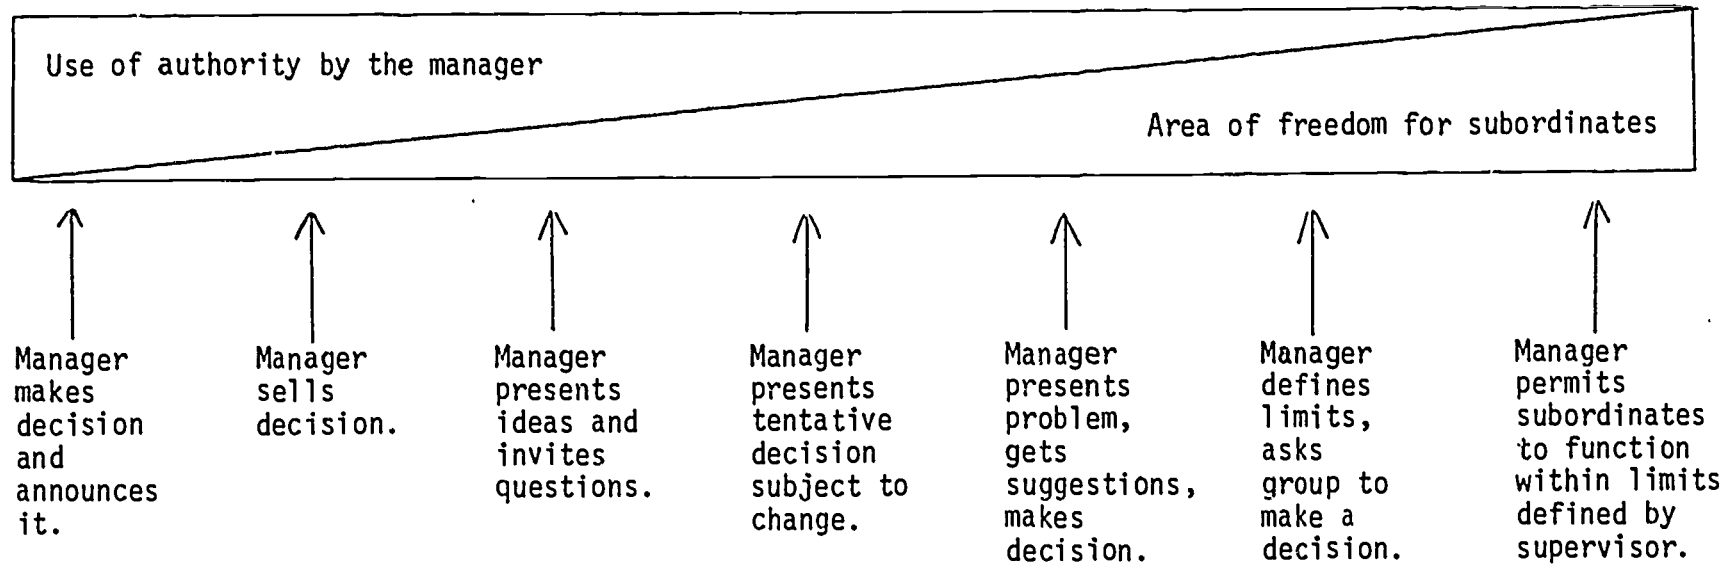 Use of authority by the manager
Area of freedom for subordinates
Manager
makes
decision
and
announces
it.
Manager
sells
decision.
Manager
presents
ideas and
invites
questions.
Manager
presents
tentative
decision
subject to
change.
Manager
presents
problem,
gets
suggestions,
makes
decision.
Manager
defines
limits,
asks
group to
make a
decision.
Manager
permits
subordinates
to function
within limits
defined by
supervisor.